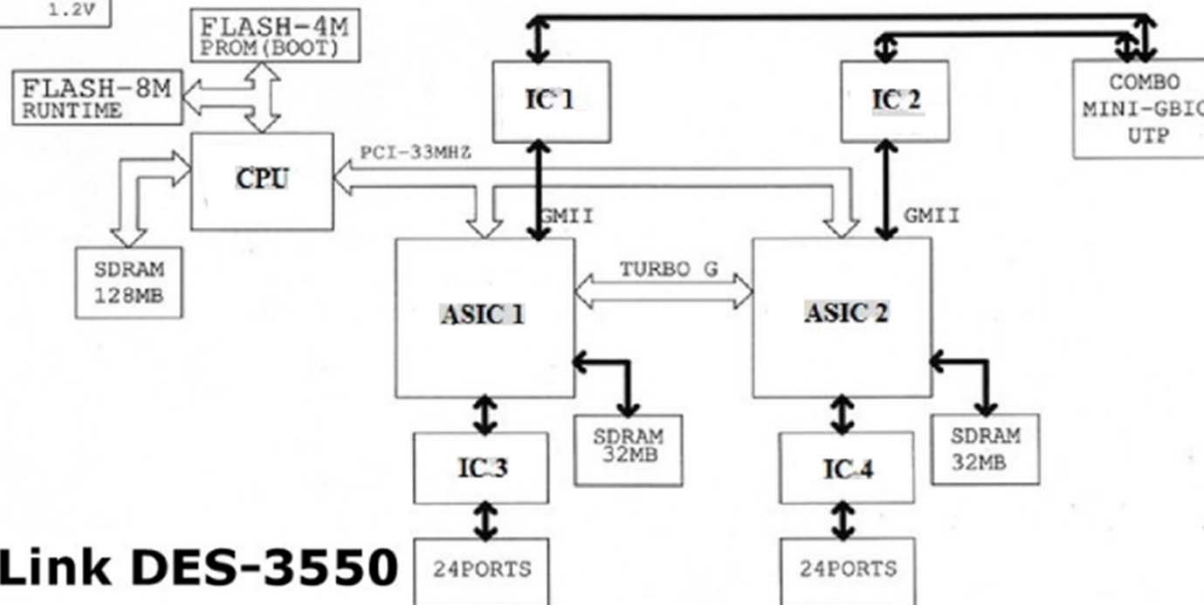 1.2V
FLASH-4M
PROM(BOOT)
FLASH-8M
RUNTIME
IC 1
IC 2
COMBO
MINI-GBIC
UTP
CPU
PCI-33MHZ
GMII
GMII
SDRAM
128MB
TURBO G
ASIC 1
ASIC 2
SDRAM
32MB
SDRAM
32MB
IC.3
IC.4
Link DES-3550
24PORTS
24PORTS